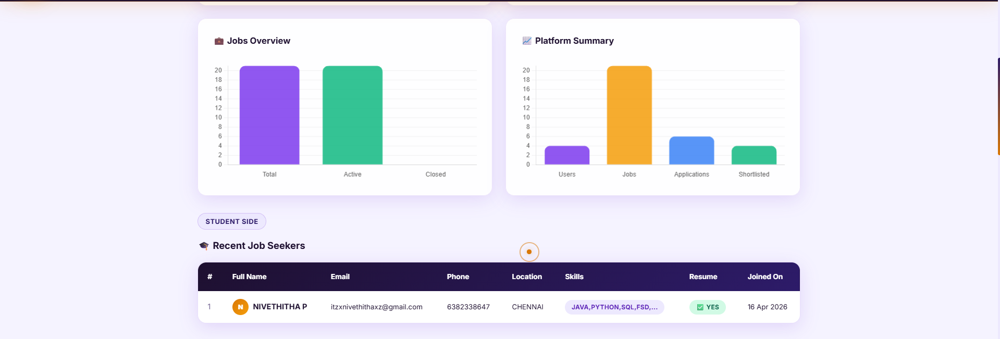 Jobs Overview
20
18
16
14
12
10
8
6
4
2
0
Total Active Closed
Platform Summary
20
18
16
14
12
10
8
6
4
2
0
Users Jobs Applications Shortlisted
STUDENT SIDE
Recent Job Seekers
# Full Name Email Phone Location Skills Resume Joined On
1 N NIVETHITHA P itzxnivethithaxz@gmail.com 6382338647 CHENNAI JAVA,PYTHON,SQL,FSD,... YES 16 Apr 2026